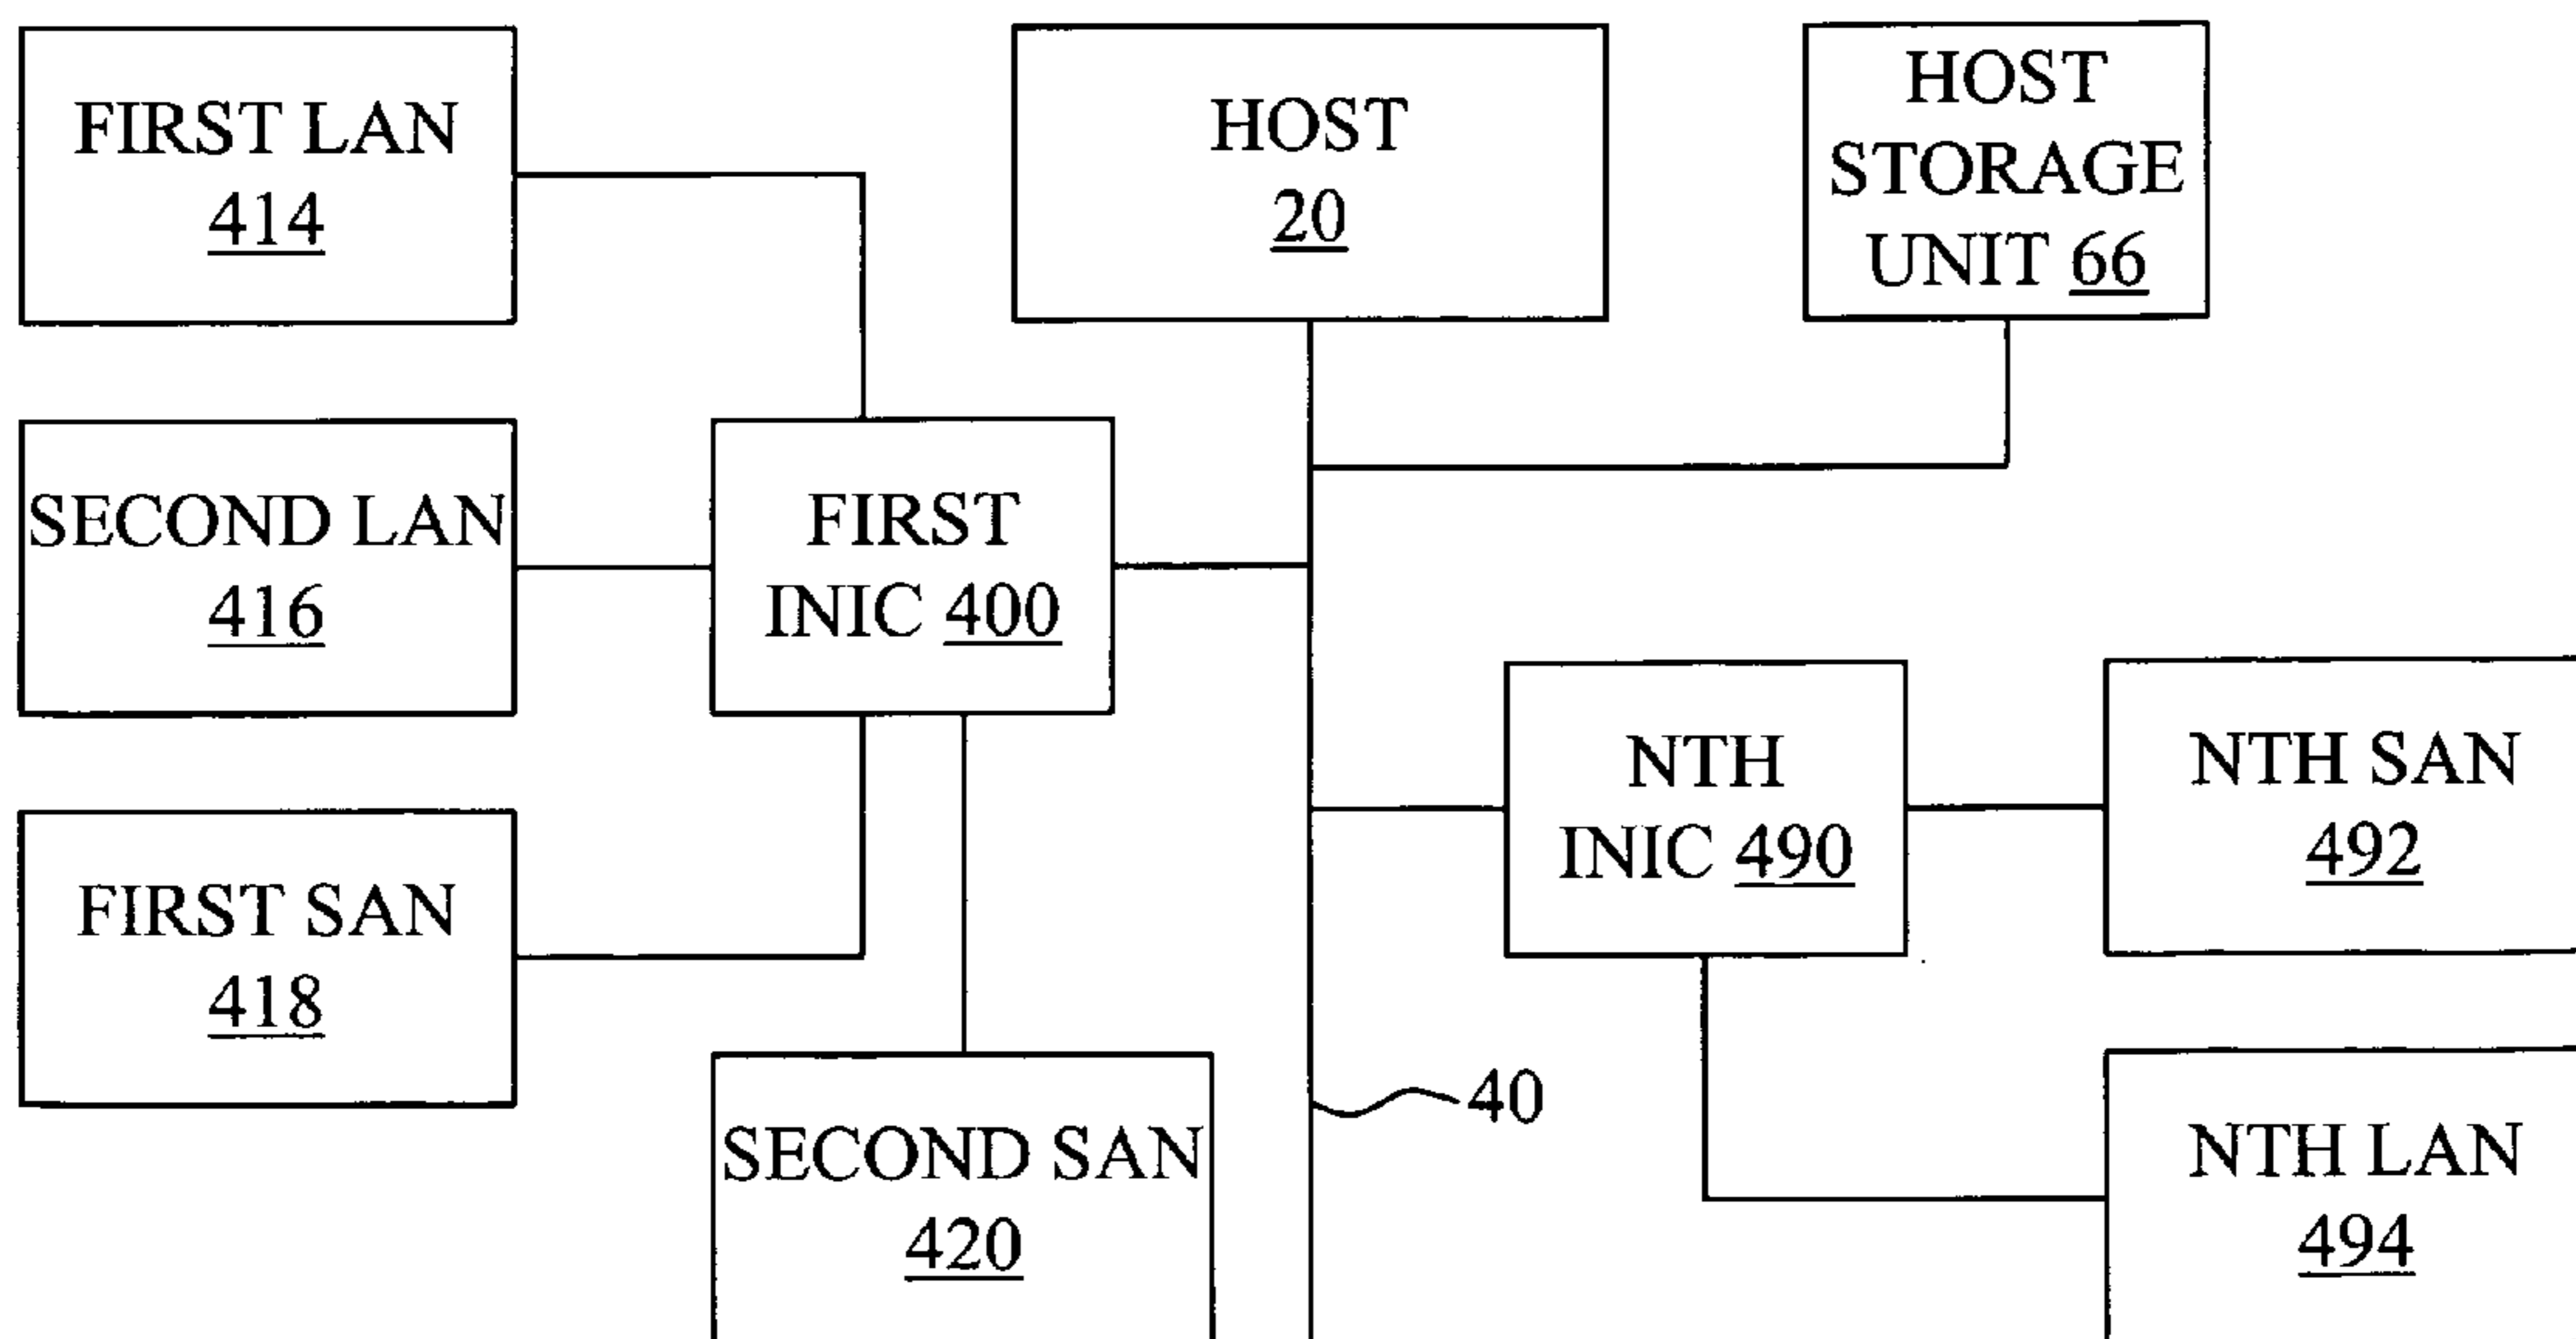 FIRST LAN
414
HOST
20
HOST
STORAGE
UNIT 66
SECOND LAN
416
FIRST
INIC 400
NTH
INIC 490
NTH SAN
492
FIRST SAN
418
SECOND SAN
420
40
NTH LAN
494